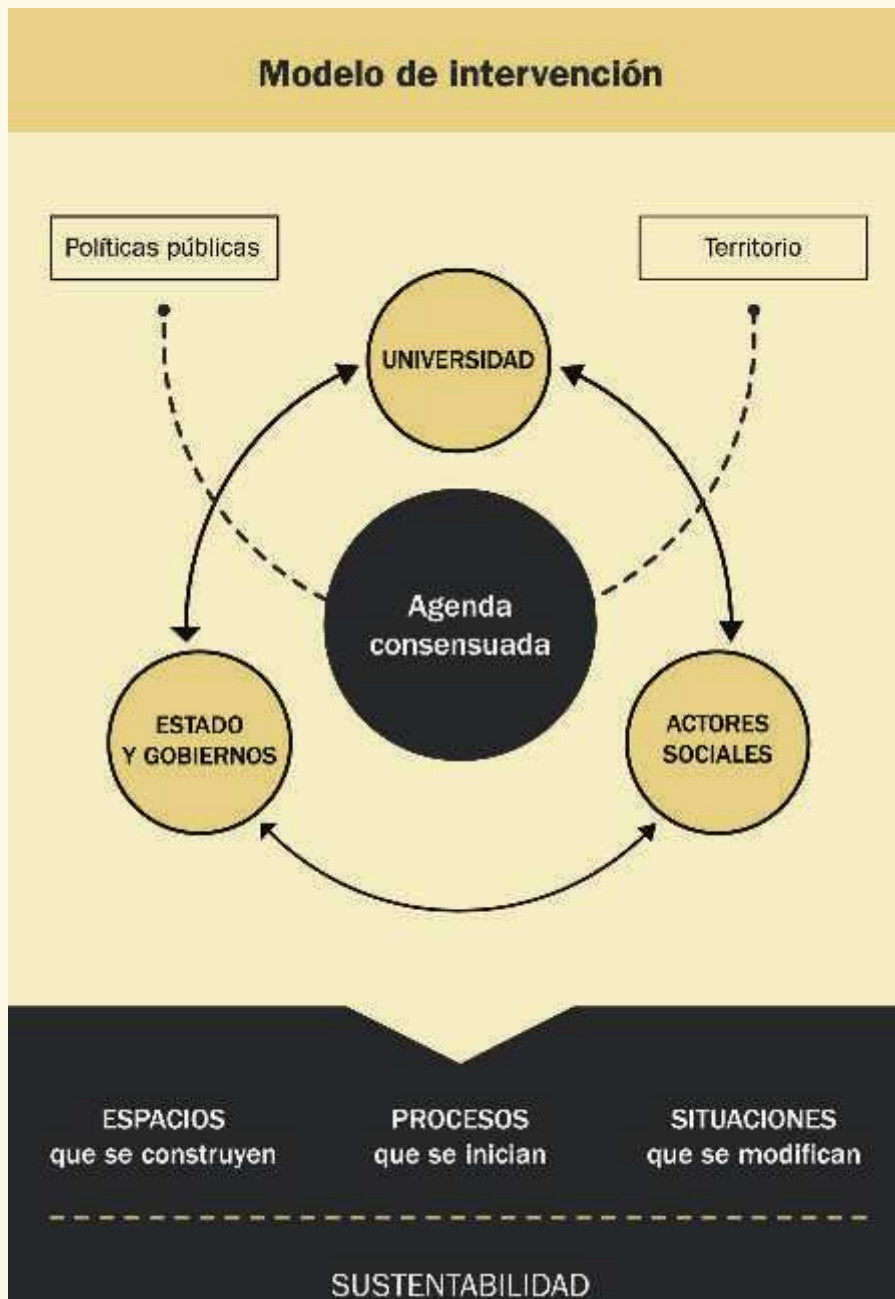 Modelo de intervención
Políticas públicas
Territorio
UNIVERSIDAD
Agenda
consensuada
ESTADO
Y GOBIERNOS
ACTORES
SOCIALES
ESPACIOS
que se construyen
PROCESOS
que se inician
SITUACIONES
que se modifican
SUSTENTABILIDAD